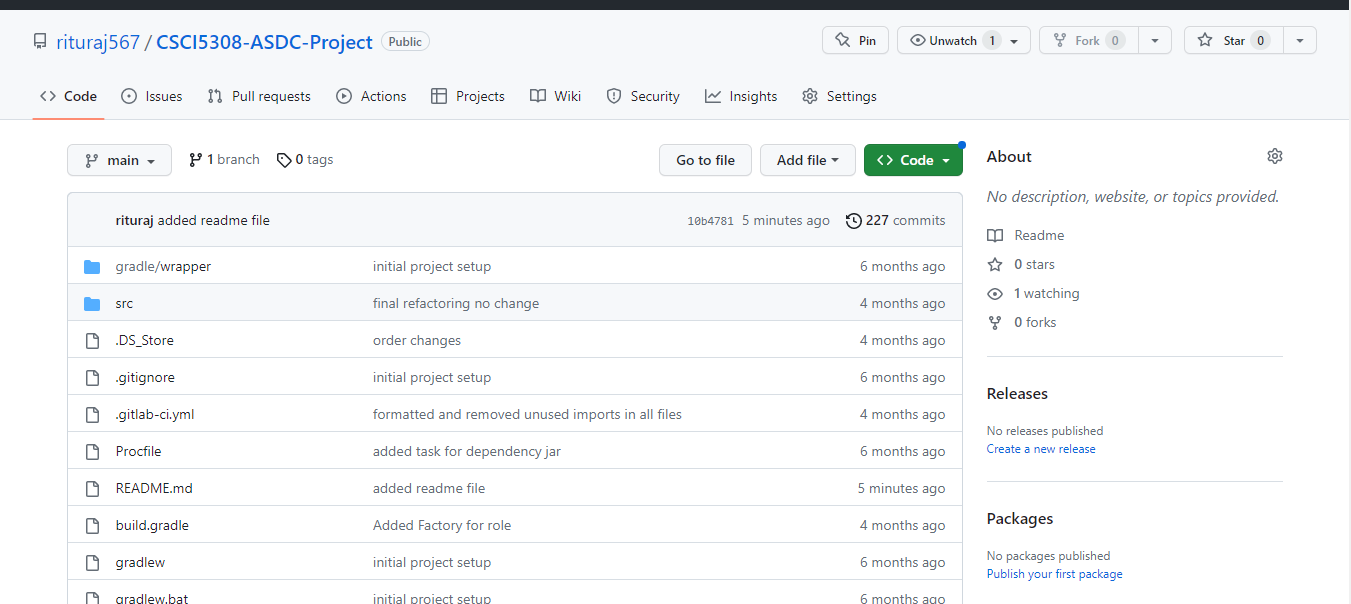 rituraj567 / CSCI5308-ASDC-Project Public
Pin Unwatch 1 Fork 0 Star 0
Code Issues Pull requests Actions Projects Wiki Security Insights Settings
main 1 branch 0 tags Go to file Add file Code
rituraj added readme file 10b4781 5 minutes ago 227 commits
gradle/wrapper initial project setup 6 months ago
src final refactoring no change 4 months ago
.DS_Store order changes 4 months ago
.gitignore initial project setup 6 months ago
.gitlab-ci.yml formatted and removed unused imports in all files 4 months ago
Procfile added task for dependency jar 6 months ago
README.md added readme file 5 minutes ago
build.gradle Added Factory for role 4 months ago
gradlew initial project setup 6 months ago
gradlew.bat initial project setup 6 months ago
About
No description, website, or topics provided.
Readme
0 stars
1 watching
0 forks
Releases
No releases published
Create a new release
Packages
No packages published
Publish your first package